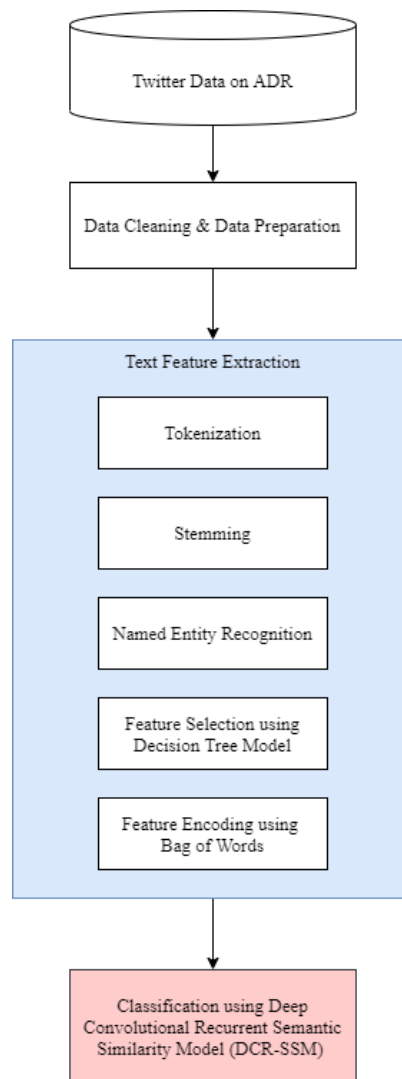 Twitter Data on ADR
Data Cleaning & Data Preparation
Text Feature Extraction
Tokenization
Stemming
Named Entity Recognition
Feature Selection using
Decision Tree Model
Feature Encoding using
Bag of Words
Classification using Deep
Convolutional Recurrent Semantic
Similarity Model (DCR-SSM)